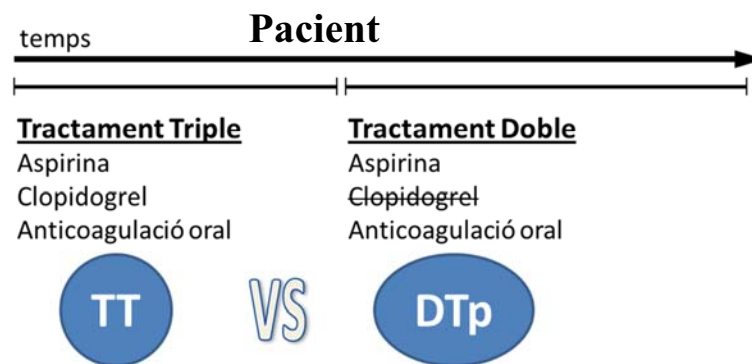 Pacient
temps
Tractament Triple
Aspirina
Clopidogrel
Anticoagulació oral
Tractament Doble
Aspirina
Clopidogrel
Anticoagulació oral
TT
VS
DTp